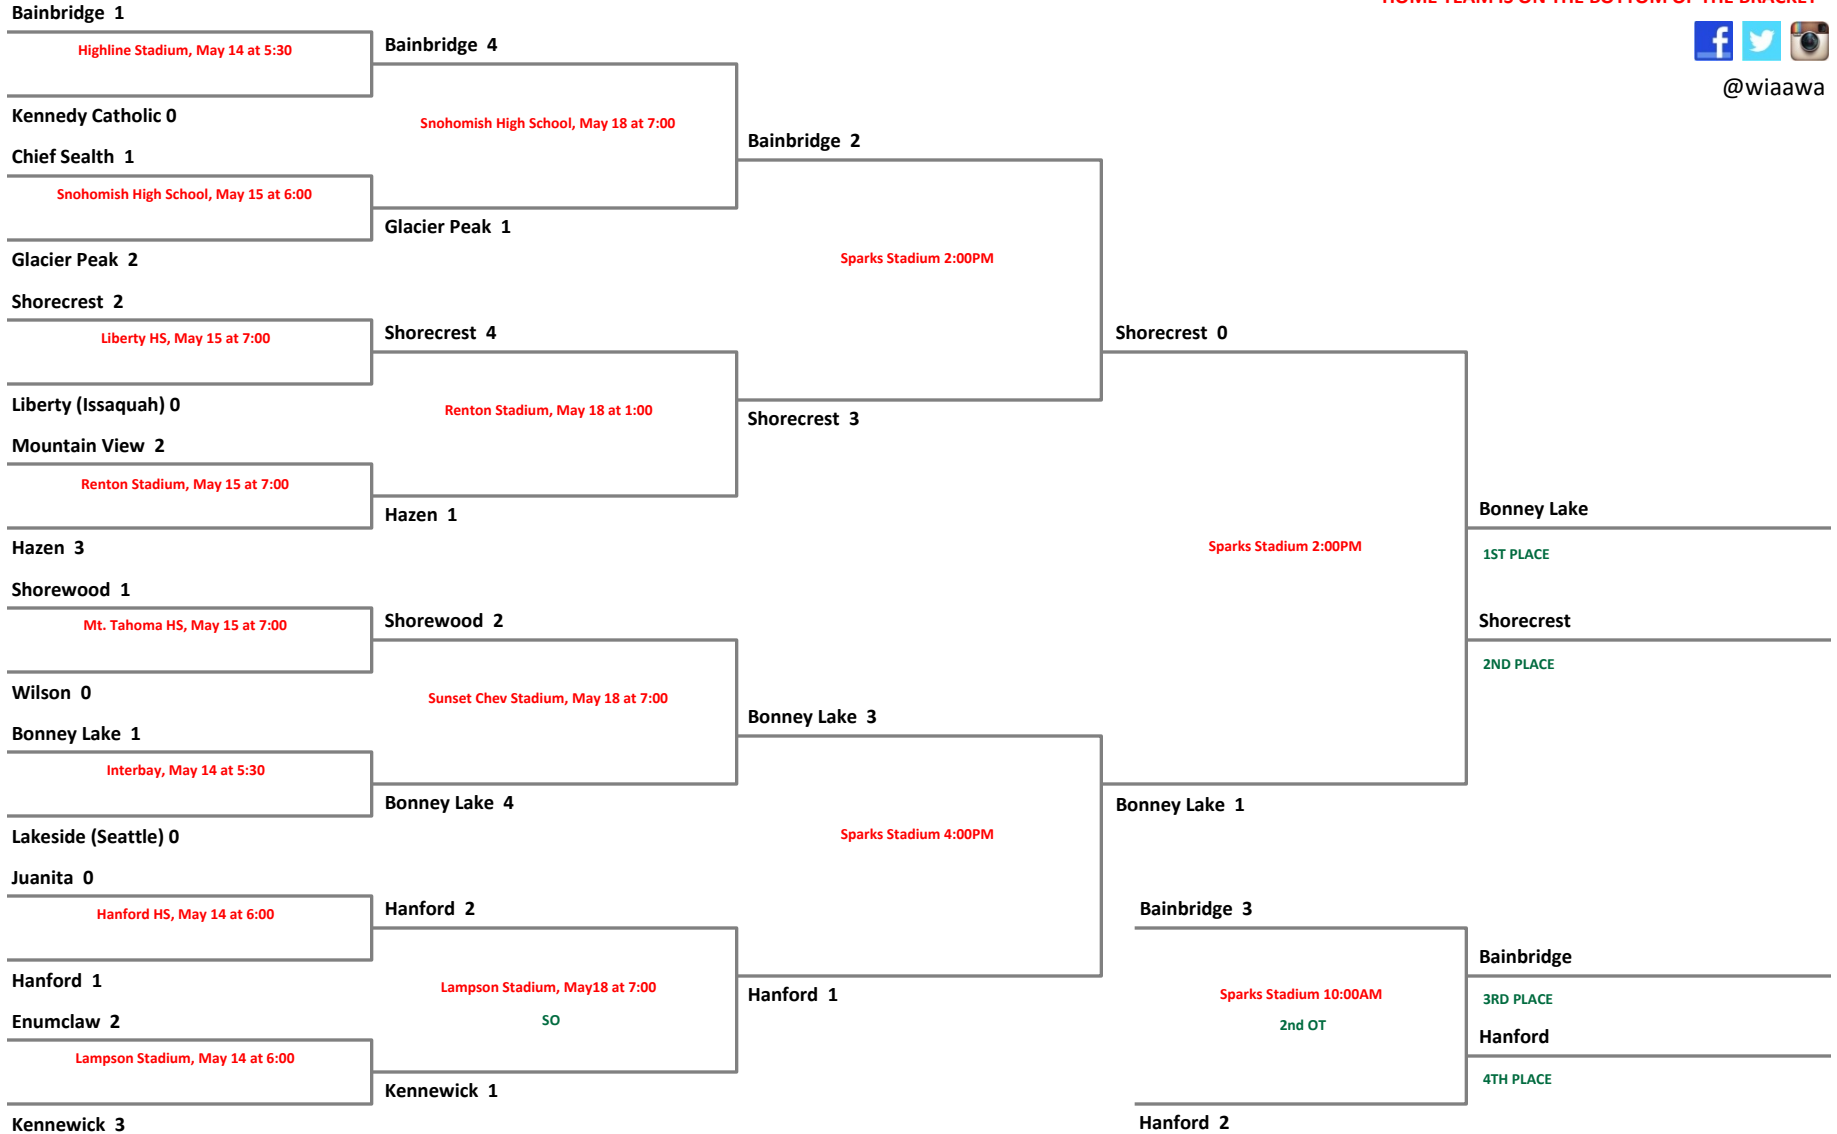 HOME TEAM IS ON THE BOTTOM OF THE BRACKET
@wiaawa
Bainbridge 1
Highline Stadium, May 14 at 5:30
Kennedy Catholic 0
Chief Sealth 1
Snohomish High School, May 15 at 6:00
Glacier Peak 2
Shorecrest 2
Liberty HS, May 15 at 7:00
Liberty (Issaquah) 0
Mountain View 2
Renton Stadium, May 15 at 7:00
Hazen 3
Shorewood 1
Mt. Tahoma HS, May 15 at 7:00
Wilson 0
Bonney Lake 1
Interbay, May 14 at 5:30
Lakeside (Seattle) 0
Juanita 0
Hanford HS, May 14 at 6:00
Hanford 1
Enumclaw 2
Lampson Stadium, May 14 at 6:00
Kennewick 3
Bainbridge 4
Snohomish High School, May 18 at 7:00
Glacier Peak 1
Shorecrest 4
Renton Stadium, May 18 at 1:00
Hazen 1
Shorewood 2
Sunset Chev Stadium, May 18 at 7:00
Bonney Lake 4
Hanford 2
Lampson Stadium, May18 at 7:00
SO
Kennewick 1
Bainbridge 2
Sparks Stadium 2:00PM
Shorecrest 3
Bonney Lake 3
Sparks Stadium 4:00PM
Hanford 1
Shorecrest 0
Sparks Stadium 2:00PM
Bonney Lake 1
Bainbridge 3
Sparks Stadium 10:00AM
2nd OT
Hanford 2
Bonney Lake
1ST PLACE
Shorecrest
2ND PLACE
Bainbridge
3RD PLACE
Hanford
4TH PLACE